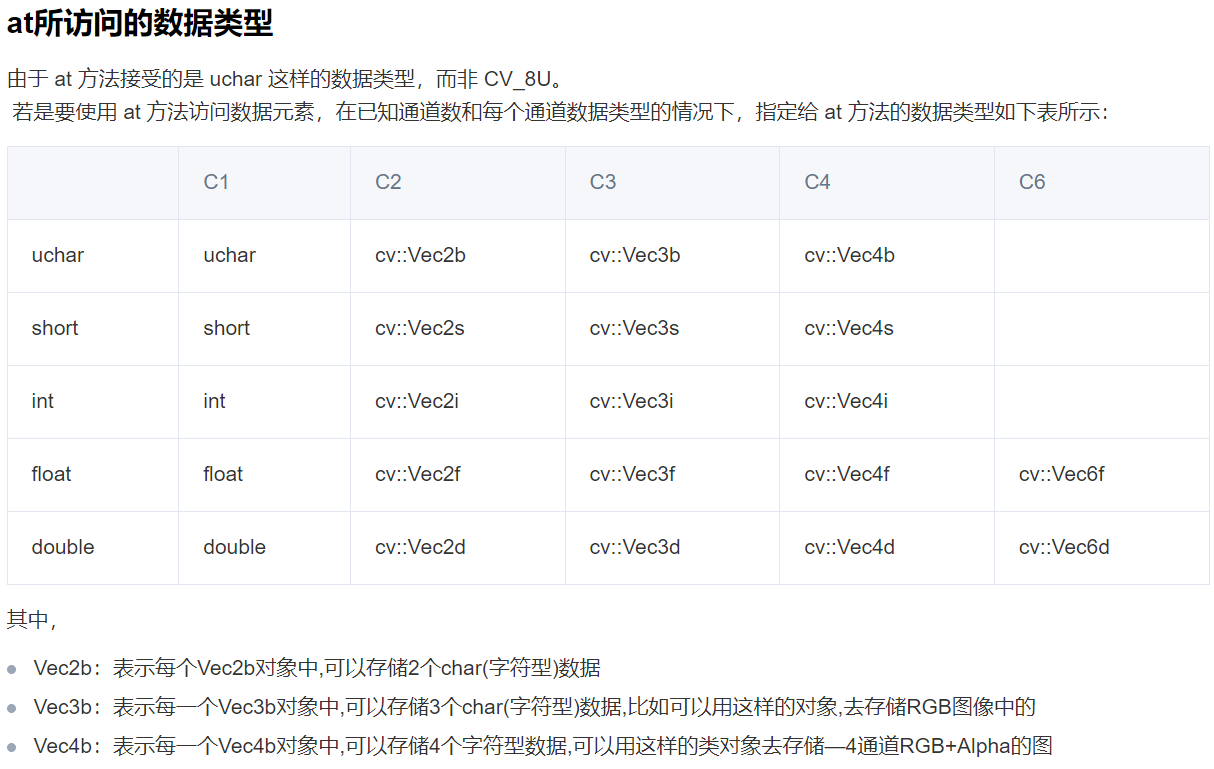 at所访问的数据类型
由于 at 方法接受的是 uchar 这样的数据类型，而非 CV_8U。
若是要使用 at 方法访问数据元素，在已知通道数和每个通道数据类型的情况下，指定给 at 方法的数据类型如下表所示：
C1 C2 C3 C4 C6
uchar uchar cv::Vec2b cv::Vec3b cv::Vec4b
short short cv::Vec2s cv::Vec3s cv::Vec4s
int int cv::Vec2i cv::Vec3i cv::Vec4i
float float cv::Vec2f cv::Vec3f cv::Vec4f cv::Vec6f
double double cv::Vec2d cv::Vec3d cv::Vec4d cv::Vec6d
其中，
Vec2b：表示每个Vec2b对象中,可以存储2个char(字符型)数据
Vec3b：表示每一个Vec3b对象中,可以存储3个char(字符型)数据,比如可以用这样的对象,去存储RGB图像中的
Vec4b：表示每一个Vec4b对象中,可以存储4个字符型数据,可以用这样的类对象去存储—4通道RGB+Alpha的图